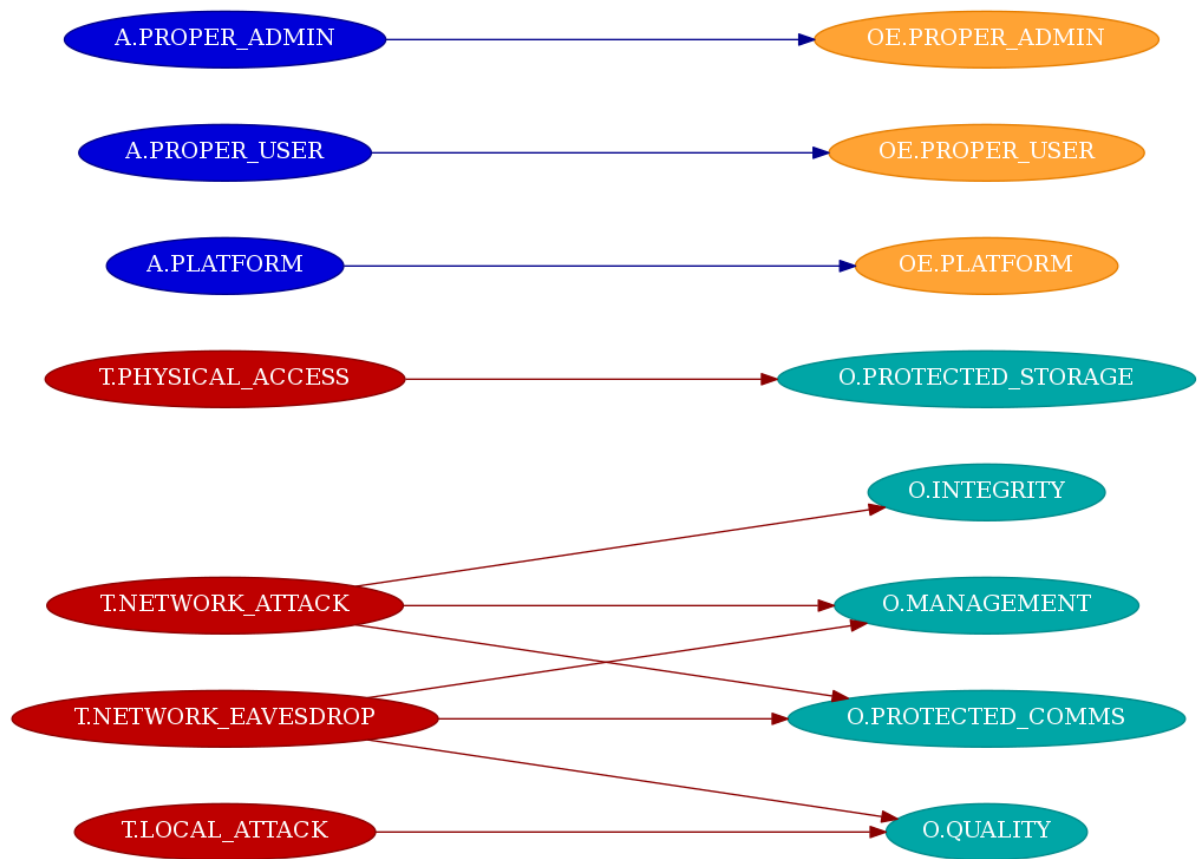 A.PROPER_ADMIN
OE.PROPER_ADMIN
A.PROPER_USER
OE.PROPER_USER
A.PLATFORM
OE.PLATFORM
T.PHYSICAL_ACCESS
O.PROTECTED_STORAGE
O.INTEGRITY
T.NETWORK_ATTACK
O.MANAGEMENT
T.NETWORK_EAVESDROP
O.PROTECTED_COMMS
T.LOCAL_ATTACK
O.QUALITY